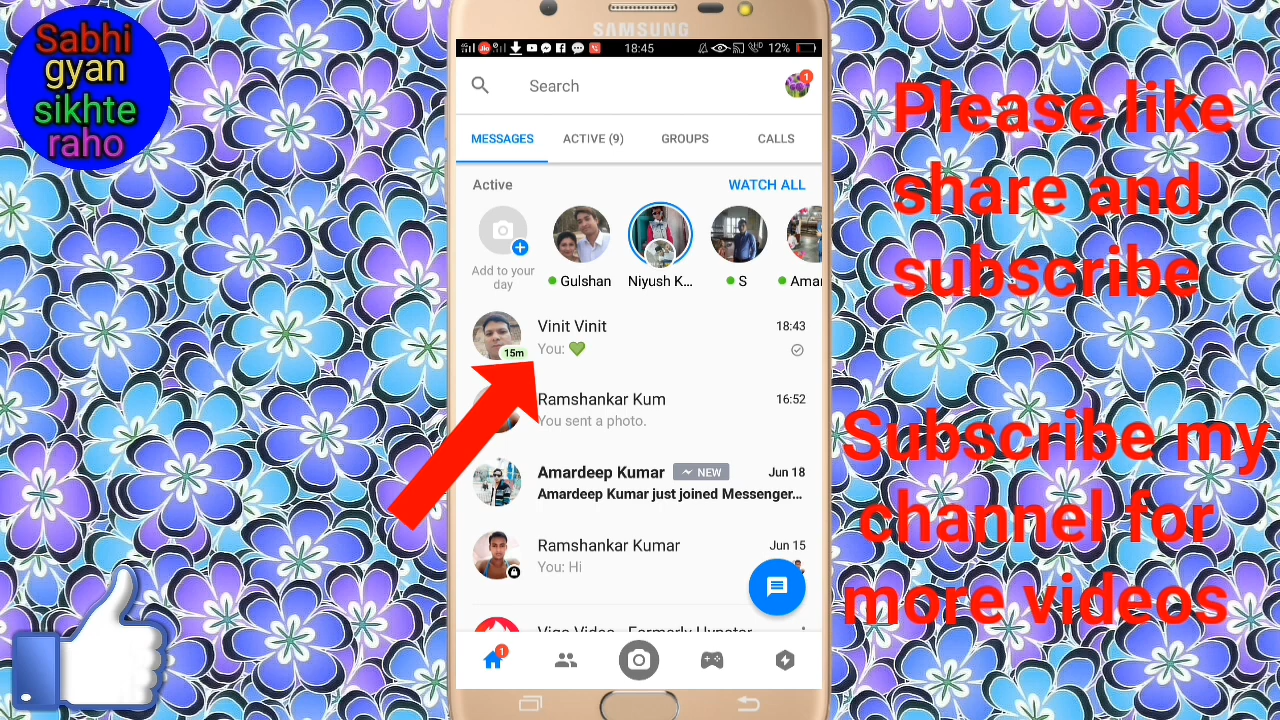 Sabhi
gyan
sikhte
raho
SAMSUNG
18:45
12%
Search
1
MESSAGES ACTIVE (9) GROUPS CALLS
Active WATCH ALL
Add to your
day
Gulshan Niyush K... S Amar
Vinit Vinit 18:43
15m
You: 💚
Ramshankar Kum 16:52
You sent a photo.
Amardeep Kumar NEW Jun 18
Amardeep Kumar just joined Messenger...
Ramshankar Kumar Jun 15
You: Hi
1
Please like
share and
subscribe
Subscribe my
channel for
more videos